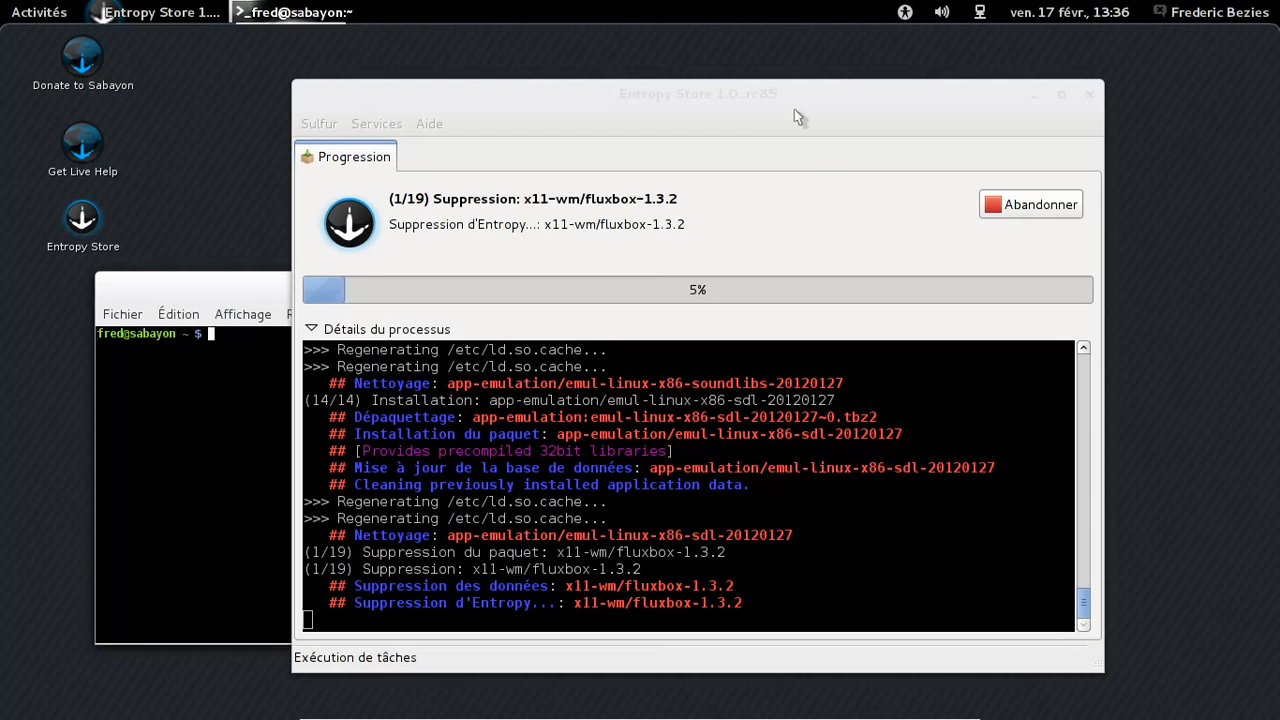 Activités
Entropy Store 1....
>_fred@sabayon:~
ven. 17 févr., 13:36
Frederic Bezies
Donate to Sabayon
Get Live Help
Entropy Store
Fichier Édition Affichage
fred@sabayon ~ $
Entropy Store 1.0_rc85
Sulfur Services Aide
Progression
(1/19) Suppression: x11-wm/fluxbox-1.3.2
Suppression d'Entropy...: x11-wm/fluxbox-1.3.2
Abandonner
5%
Détails du processus
>>> Regenerating /etc/ld.so.cache...
>>> Regenerating /etc/ld.so.cache...
## Nettoyage: app-emulation/emul-linux-x86-soundlibs-20120127
(14/14) Installation: app-emulation/emul-linux-x86-sdl-20120127
## Dépaquettage: app-emulation:emul-linux-x86-sdl-20120127~0.tbz2
## Installation du paquet: app-emulation/emul-linux-x86-sdl-20120127
## [Provides precompiled 32bit libraries]
## Mise à jour de la base de données: app-emulation/emul-linux-x86-sdl-20120127
## Cleaning previously installed application data.
>>> Regenerating /etc/ld.so.cache...
>>> Regenerating /etc/ld.so.cache...
## Nettoyage: app-emulation/emul-linux-x86-sdl-20120127
(1/19) Suppression du paquet: x11-wm/fluxbox-1.3.2
(1/19) Suppression: x11-wm/fluxbox-1.3.2
## Suppression des données: x11-wm/fluxbox-1.3.2
## Suppression d'Entropy...: x11-wm/fluxbox-1.3.2
Exécution de tâches